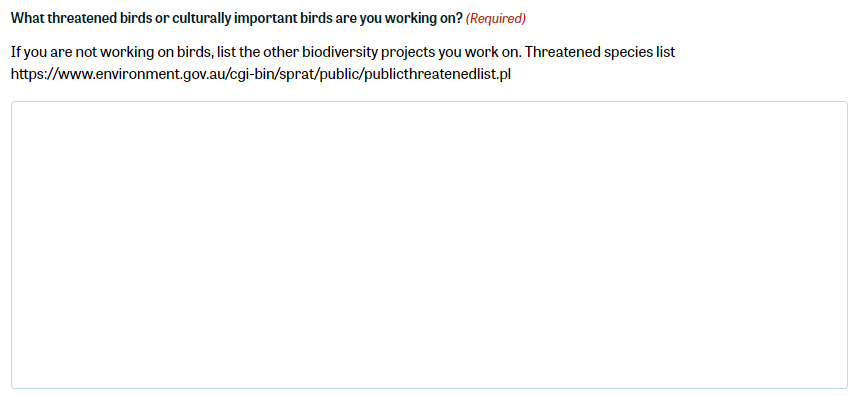 What threatened birds or culturally important birds are you working on? (Required)
If you are not working on birds, list the other biodiversity projects you work on. Threatened species list
https://www.environment.gov.au/cgi-bin/sprat/public/publicthreatenedlist.pl